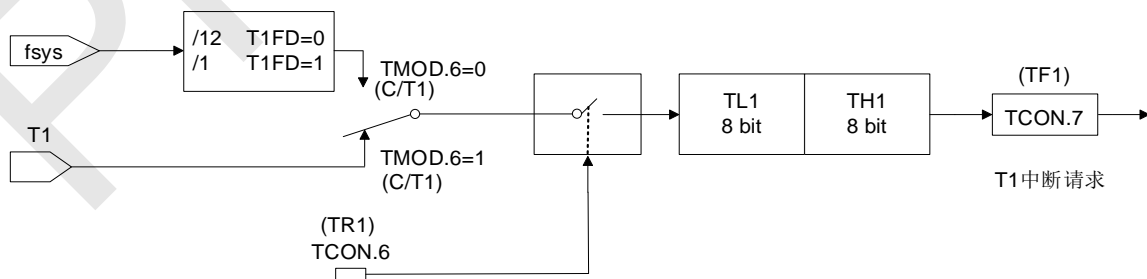 fsys
/12 T1FD=0
/1 T1FD=1
TMOD.6=0
(C/T1)
T1
TMOD.6=1
(C/T1)
(TR1)
TCON.6
TL1
8 bit
TH1
8 bit
(TF1)
TCON.7
T1中断请求